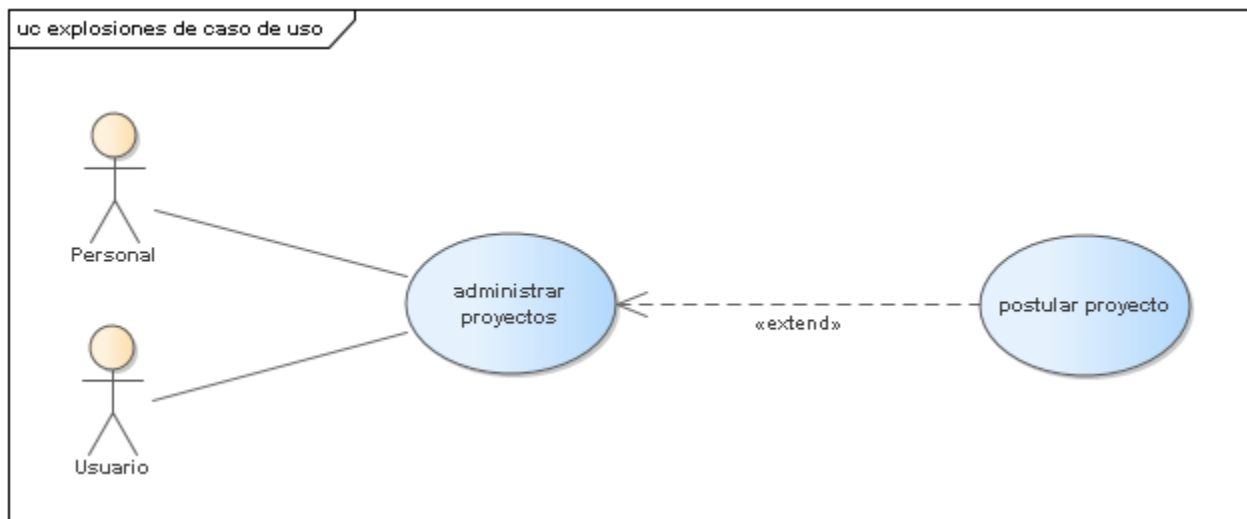 uc explosiones de caso de uso
Personal
administrar
proyectos
«extend»
postular proyecto
Usuario